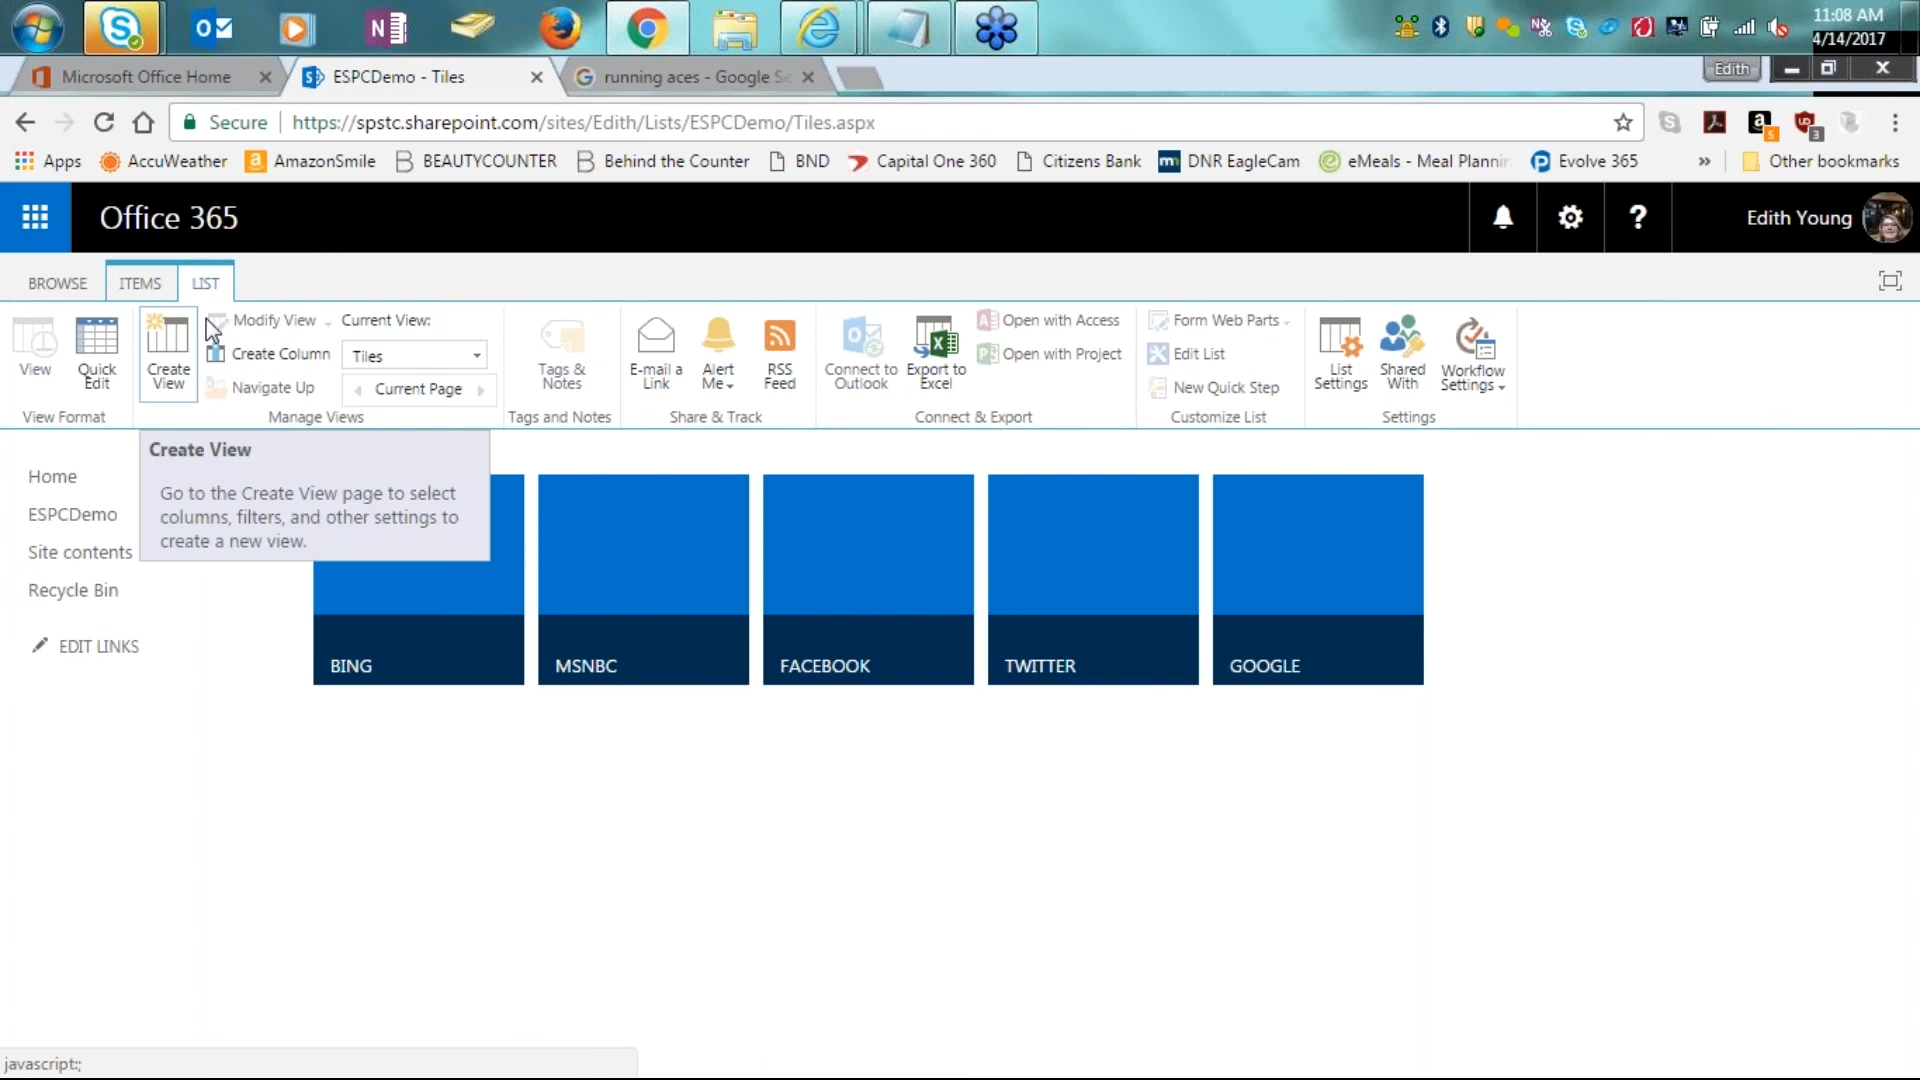 11:08 AM
4/14/2017
Microsoft Office Home
ESPCDemo - Tiles
running aces - Google Se
Edith
Secure
https://spstc.sharepoint.com/sites/Edith/Lists/ESPCDemo/Tiles.aspx
5
3
Apps
AccuWeather
AmazonSmile
BEAUTYCOUNTER
Behind the Counter
BND
Capital One 360
Citizens Bank
DNR EagleCam
eMeals - Meal Plannin
Evolve 365
»
Other bookmarks
Office 365
?
Edith Young
BROWSE
ITEMS
LIST
View
Quick
Edit
View Format
Create
View
Modify View
Create Column
Navigate Up
Current View:
Tiles
Current Page
Manage Views
Tags &
Notes
Tags and Notes
E-mail a
Link
Alert
Me
RSS
Feed
Share & Track
Connect to
Outlook
Export to
Excel
Open with Access
Open with Project
Connect & Export
Form Web Parts
Edit List
New Quick Step
Customize List
List
Settings
Shared
With
Workflow
Settings
Settings
Create View
Go to the Create View page to select
columns, filters, and other settings to
create a new view.
Home
ESPCDemo
Site contents
Recycle Bin
EDIT LINKS
BING
MSNBC
FACEBOOK
TWITTER
GOOGLE
javascript:;